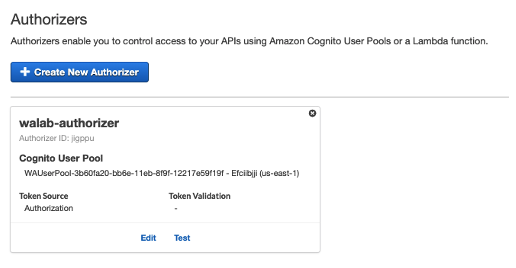 Authorizers
Authorizers enable you to control access to your APIs using Amazon Cognito User Pools or a Lambda function.
+ Create New Authorizer
walab-authorizer
Authorizer ID: jigppu
Cognito User Pool
WAUserPool-3b60fa20-bb6e-11eb-8f9f-12217e59f19f - Efciibjji (us-east-1)
Token Source Token Validation
Authorization -
Edit Test